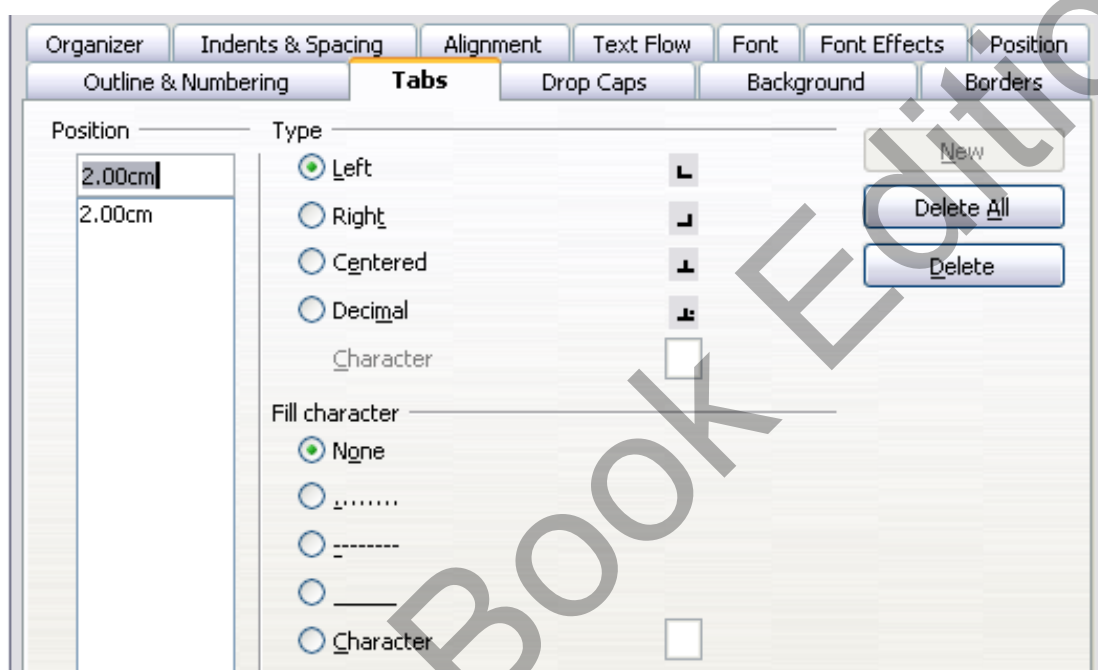 Organizer Indents & Spacing Alignment Text Flow Font Font Effects Position
Outline & Numbering Tabs Drop Caps Background Borders
Position Type
2.00cm
2.00cm
Left
Right
Centered
Decimal
Character
Fill character
None
.........
--------
_____
Character
New
Delete All
Delete
Book Editio